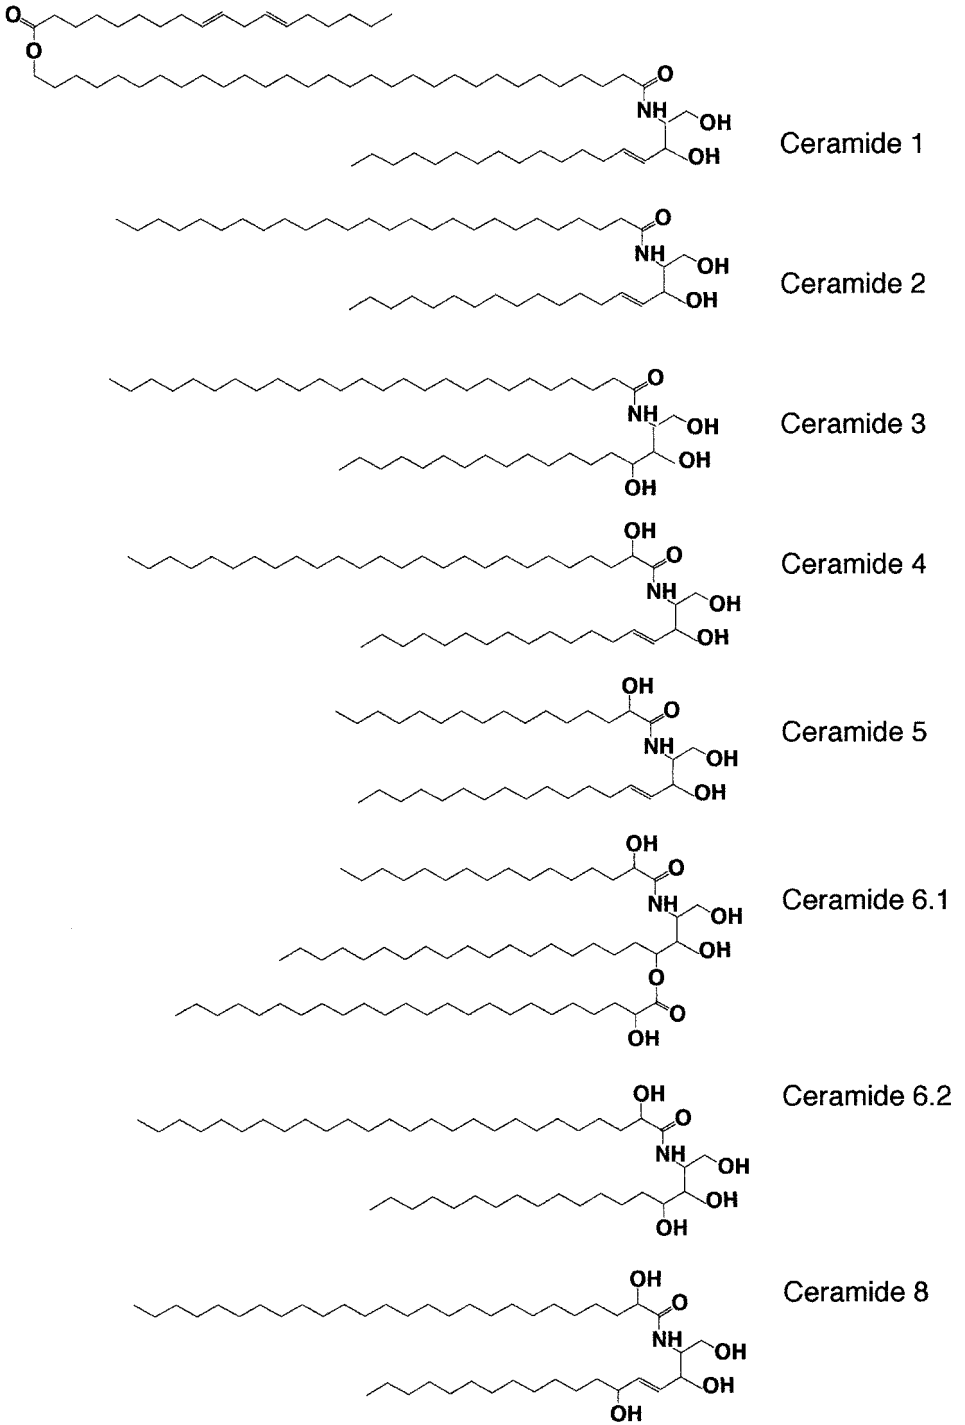 O
O
O
NH
OH
OH
Ceramide 1
O
NH
OH
OH
Ceramide 2
O
NH
OH
OH
OH
Ceramide 3
OH
O
NH
OH
OH
Ceramide 4
OH
O
NH
OH
OH
Ceramide 5
OH
O
NH
OH
OH
O
O
OH
Ceramide 6.1
OH
O
NH
OH
OH
OH
Ceramide 6.2
OH
O
NH
OH
OH
OH
Ceramide 8